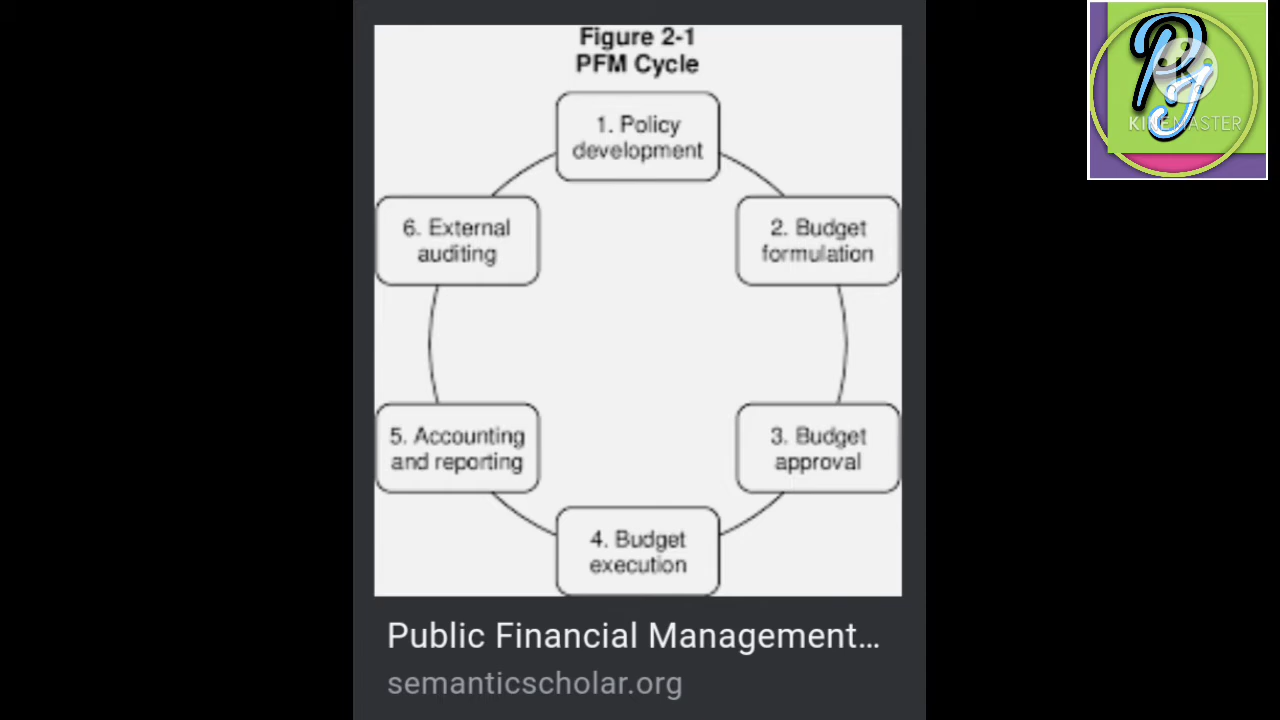 Figure 2-1
PFM Cycle
1. Policy
development
6. External
auditing
2. Budget
formulation
5. Accounting
and reporting
3. Budget
approval
4. Budget
execution
Public Financial Management...
semanticscholar.org
KINEMASTER